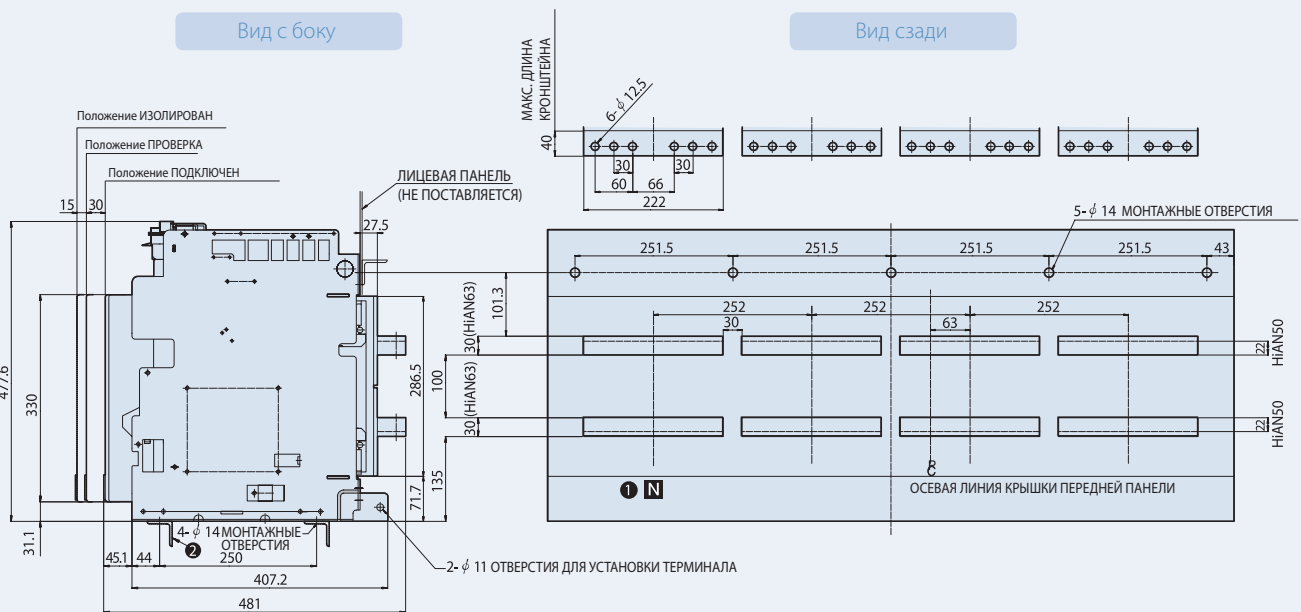 Вид с боку
Вид сзади
МАКС. ДЛИНА
КРОНШТЕЙНА
6- ϕ 12.5
40
30
30
60
66
222
Положение ИЗОЛИРОВАН
Положение ПРОВЕРКА
Положение ПОДКЛЮЧЕН
15
30
ЛИЦЕВАЯ ПАНЕЛЬ
(НЕ ПОСТАВЛЯЕТСЯ)
27.5
477.6
330
31.1
286.5
71.7
4- ϕ 14 МОНТАЖНЫЕ
ОТВЕРСТИЯ
2
45.1
44
250
407.2
481
2- ϕ 11 ОТВЕРСТИЯ ДЛЯ УСТАНОВКИ ТЕРМИНАЛА
5- ϕ 14 МОНТАЖНЫЕ ОТВЕРСТИЯ
251.5
251.5
251.5
251.5
43
101.3
252
252
252
30
63
30 (HiAN63)
100
30 (HiAN63)
135
22
HiAN50
22
HiAN50
1 N
ОСЕВАЯ ЛИНИЯ КРЫШКИ ПЕРЕДНЕЙ ПАНЕЛИ